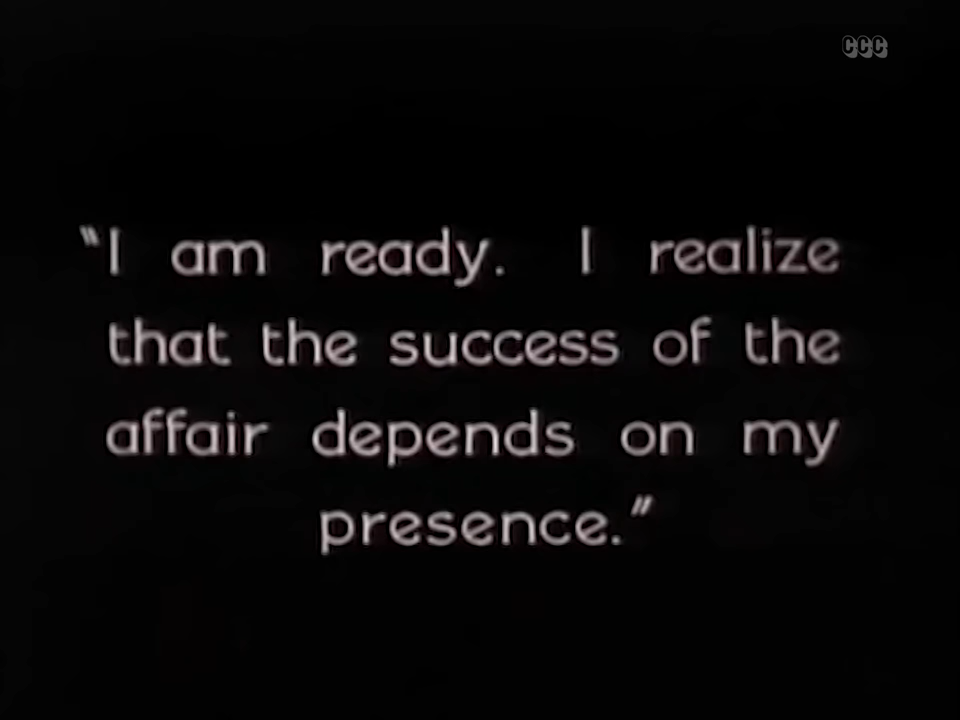 CCC
"I am ready. I realize
that the success of the
affair depends on my
presence."